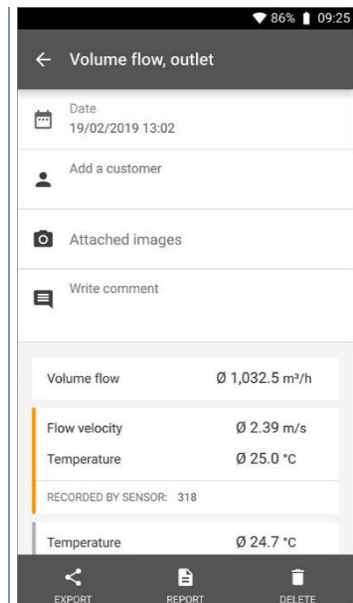 86% 09:25
Volume flow, outlet
Date
19/02/2019 13:02
Add a customer
Attached images
Write comment
Volume flow Ø 1,032.5 m³/h
Flow velocity Ø 2.39 m/s
Temperature Ø 25.0 °C
RECORDED BY SENSOR: 318
Temperature Ø 24.7 °C
EXPORT REPORT DELETE